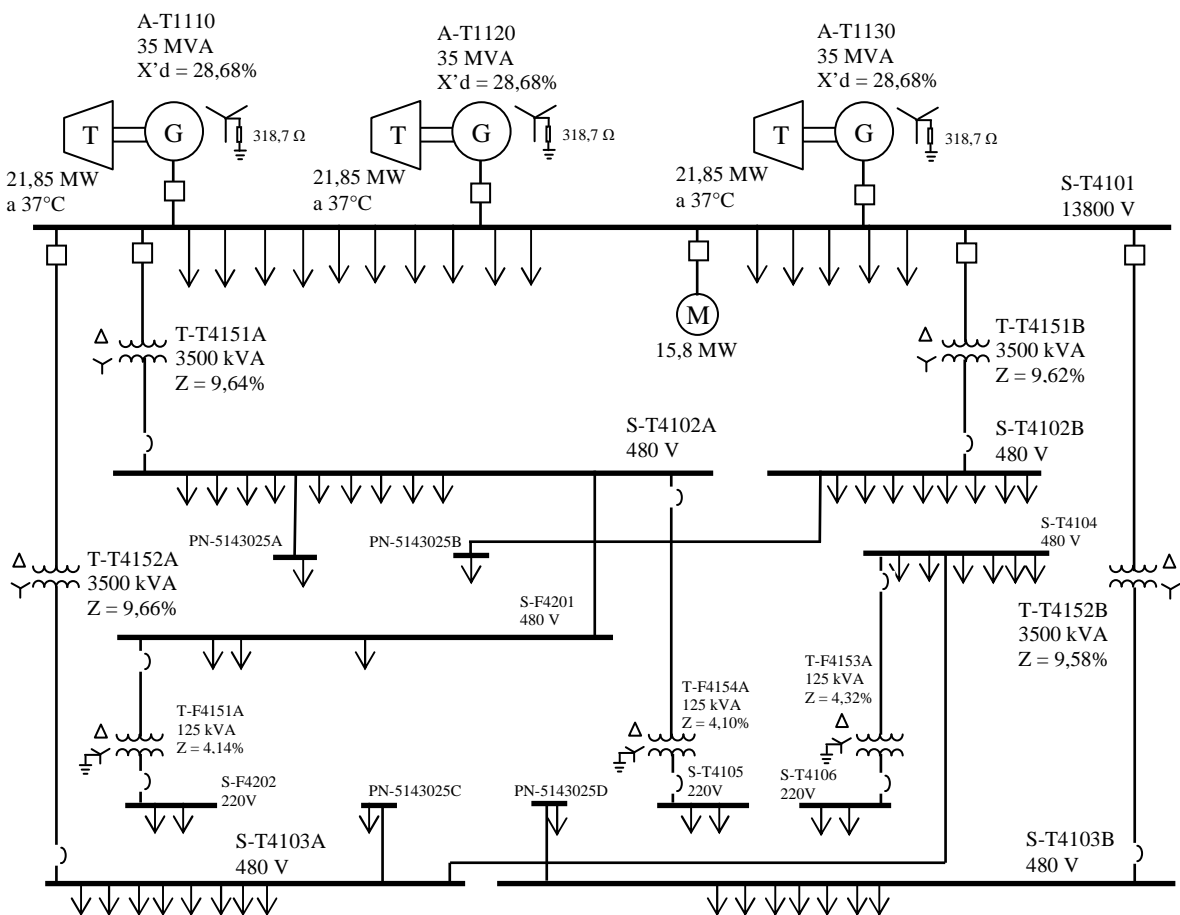 A-T1110
35 MVA
X’d = 28,68%
A-T1120
35 MVA
X’d = 28,68%
A-T1130
35 MVA
X’d = 28,68%
T
G
318,7 Ω
T
G
318,7 Ω
T
G
318,7 Ω
21,85 MW
a 37°C
21,85 MW
a 37°C
21,85 MW
a 37°C
S-T4101
13800 V
M
15,8 MW
T-T4151A
3500 kVA
Z = 9,64%
T-T4151B
3500 kVA
Z = 9,62%
S-T4102A
480 V
S-T4102B
480 V
PN-5143025A
PN-5143025B
S-T4104
480 V
T-T4152A
3500 kVA
Z = 9,66%
S-F4201
480 V
T-T4152B
3500 kVA
Z = 9,58%
T-F4151A
125 kVA
Z = 4,14%
T-F4154A
125 kVA
Z = 4,10%
T-F4153A
125 kVA
Z = 4,32%
S-F4202
220V
PN-5143025C
PN-5143025D
S-T4105
220V
S-T4106
220V
S-T4103A
480 V
S-T4103B
480 V